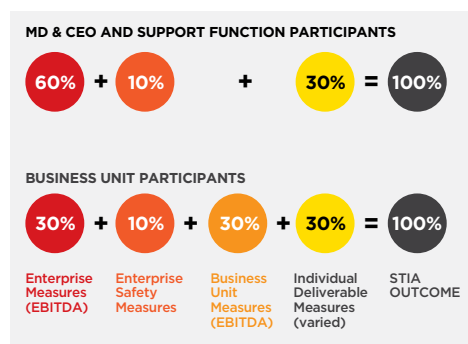 MD & CEO AND SUPPORT FUNCTION PARTICIPANTS
60% + 10% + 30% = 100%
BUSINESS UNIT PARTICIPANTS
30% + 10% + 30% + 30% = 100%
Enterprise Measures (EBITDA)
Enterprise Safety Measures
Business Unit Measures (EBITDA)
Individual Deliverable Measures (varied)
STIA OUTCOME